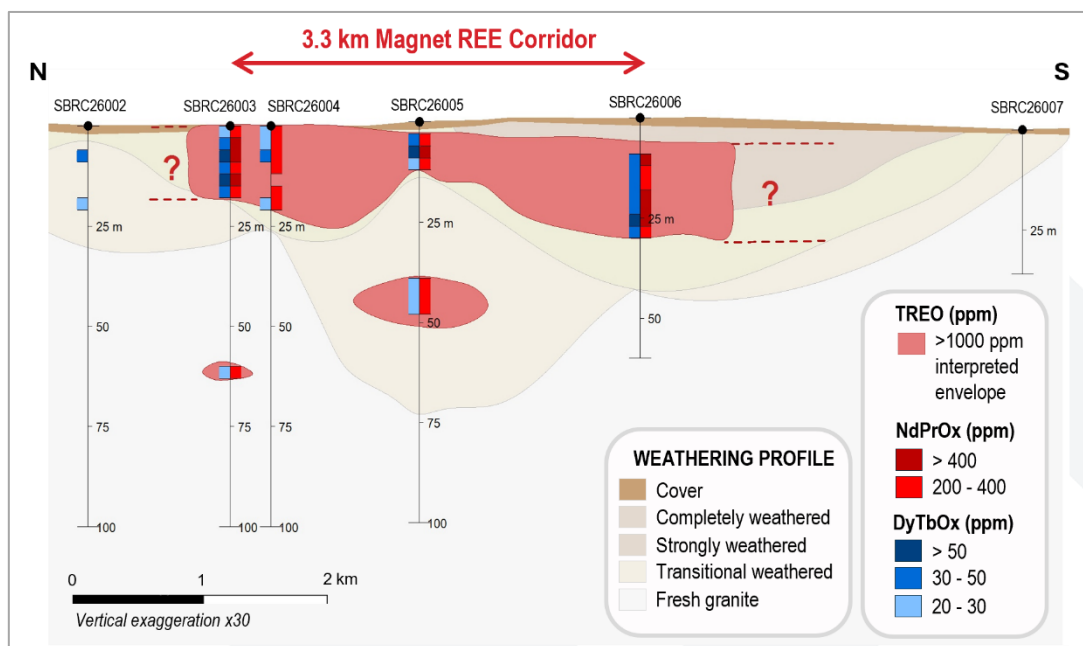 3.3 km Magnet REE Corridor
N
S
SBRC26002
SBRC26003
SBRC26004
SBRC26005
SBRC26006
SBRC26007
?
?
25 m
25 m
25 m
25 m
25 m
25 m
50
50
50
50
50
75
75
75
75
100
100
100
100
0
1
2 km
Vertical exaggeration x30
WEATHERING PROFILE
Cover
Completely weathered
Strongly weathered
Transitional weathered
Fresh granite
TREO (ppm)
>1000 ppm
interpreted
envelope
NdPrOx (ppm)
> 400
200 - 400
DyTbOx (ppm)
> 50
30 - 50
20 - 30